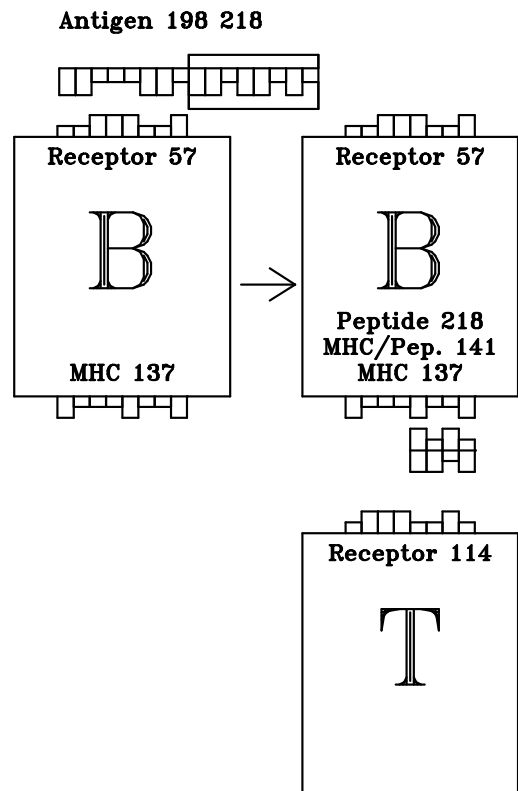 Antigen 198 218
Receptor 57
B
MHC 137
Receptor 57
B
Peptide 218
MHC/Pep. 141
MHC 137
Receptor 114
T